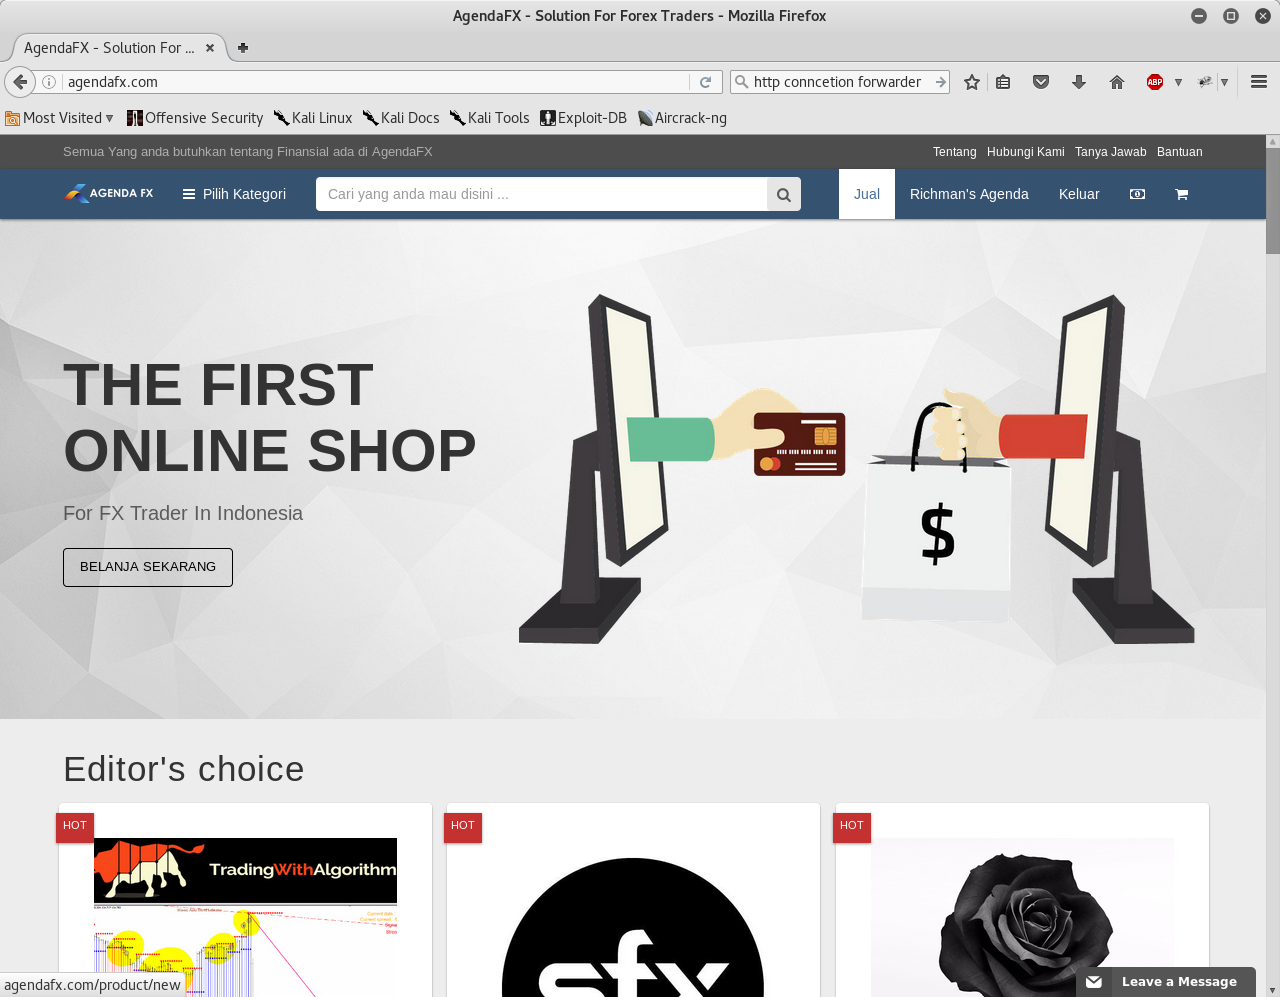 AgendaFX - Solution For Forex Traders - Mozilla Firefox
AgendaFX - Solution For ...
agendafx.com
http conncetion forwarder
ABP
Most Visited
Offensive Security
Kali Linux
Kali Docs
Kali Tools
Exploit-DB
Aircrack-ng
Semua Yang anda butuhkan tentang Finansial ada di AgendaFX
Tentang
Hubungi Kami
Tanya Jawab
Bantuan
AGENDA FX
Pilih Kategori
Cari yang anda mau disini ...
Jual
Richman's Agenda
Keluar
THE FIRST
ONLINE SHOP
For FX Trader In Indonesia
BELANJA SEKARANG
$
Editor's choice
HOT
HOT
HOT
TradingWithAlgorithm
sfx
agendafx.com/product/new
Leave a Message